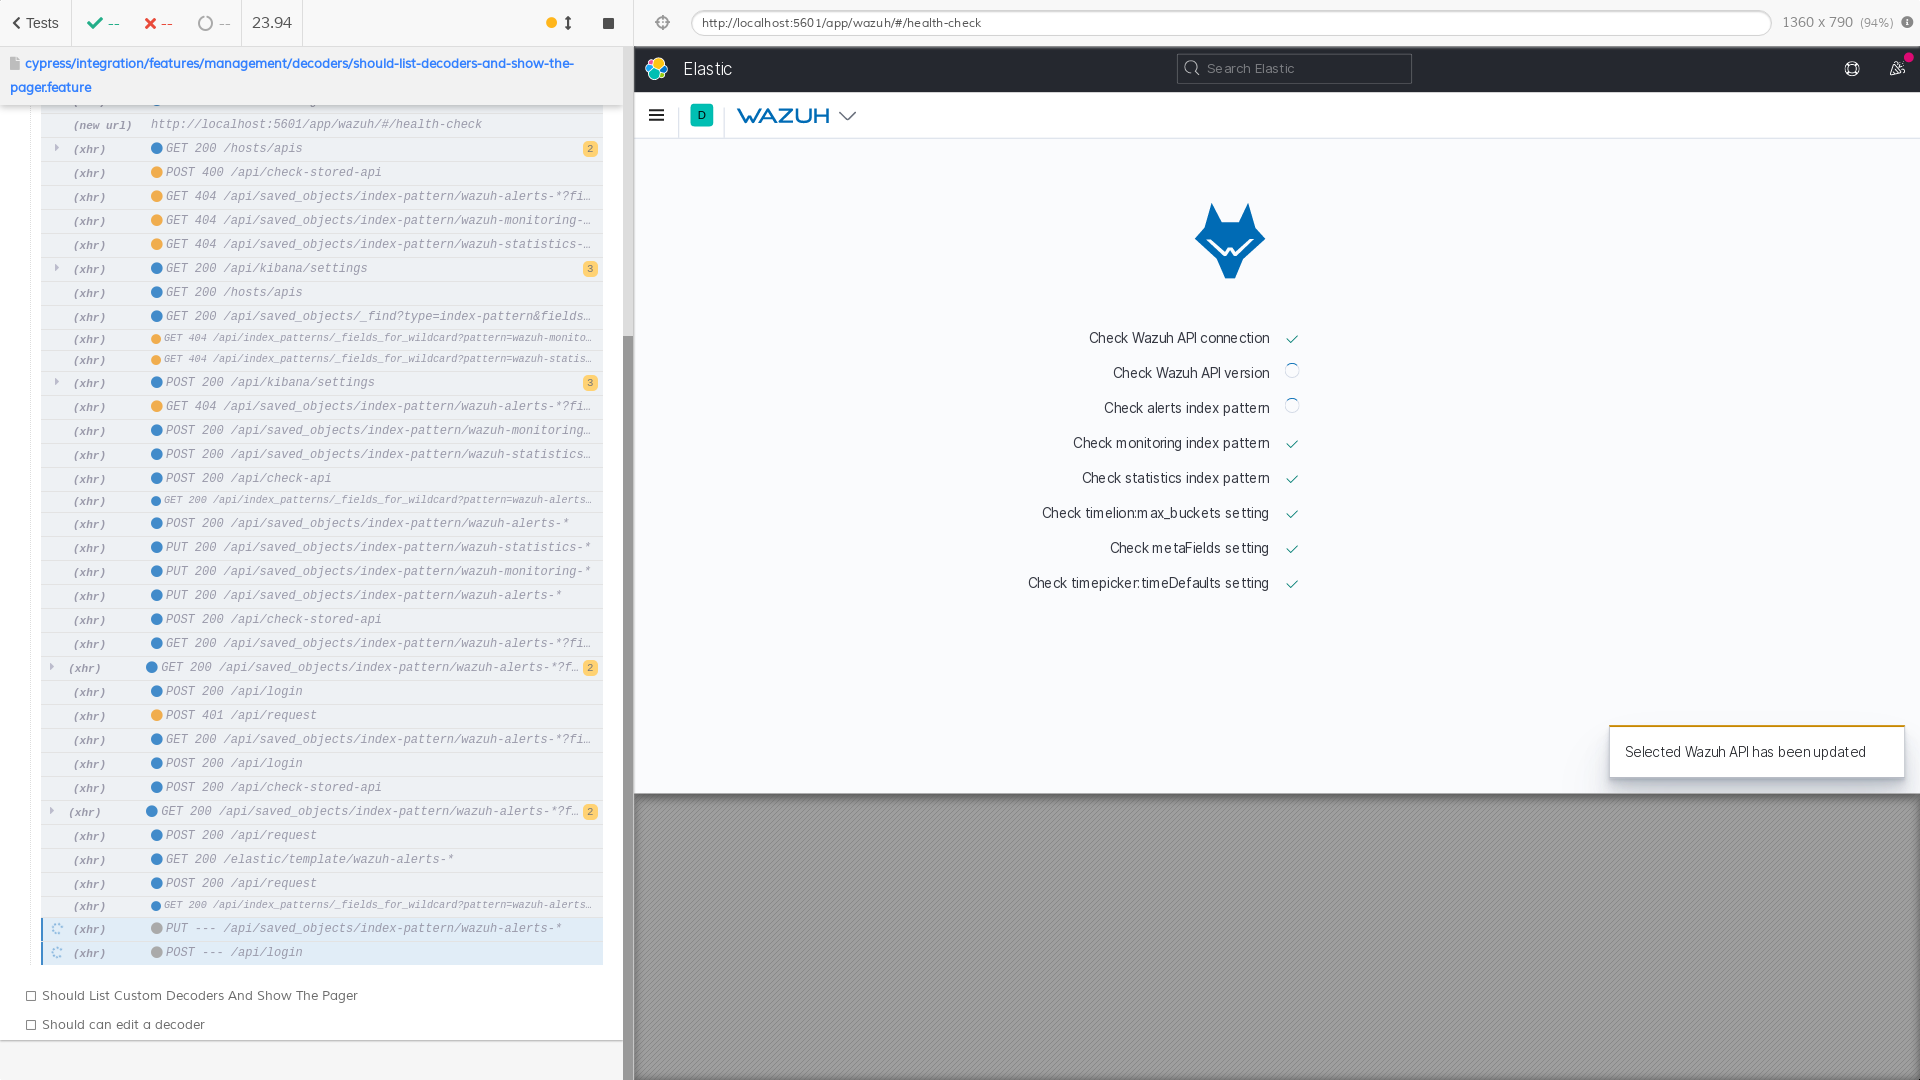 Tests
--
--
--
23.94
cypress/integration/features/management/decoders/should-list-decoders-and-show-the-
pager.feature
(new url) http://localhost:5601/app/wazuh/#/health-check
(xhr) GET 200 /hosts/apis 2
(xhr) POST 400 /api/check-stored-api
(xhr) GET 404 /api/saved_objects/index-pattern/wazuh-alerts-*?fi…
(xhr) GET 404 /api/saved_objects/index-pattern/wazuh-monitoring-…
(xhr) GET 404 /api/saved_objects/index-pattern/wazuh-statistics-…
(xhr) GET 200 /api/kibana/settings 3
(xhr) GET 200 /hosts/apis
(xhr) GET 200 /api/saved_objects/_find?type=index-pattern&fields…
(xhr) GET 404 /api/index_patterns/_fields_for_wildcard?pattern=wazuh-monito…
(xhr) GET 404 /api/index_patterns/_fields_for_wildcard?pattern=wazuh-statis…
(xhr) POST 200 /api/kibana/settings 3
(xhr) GET 404 /api/saved_objects/index-pattern/wazuh-alerts-*?fi…
(xhr) POST 200 /api/saved_objects/index-pattern/wazuh-monitoring…
(xhr) POST 200 /api/saved_objects/index-pattern/wazuh-statistics…
(xhr) POST 200 /api/check-api
(xhr) GET 200 /api/index_patterns/_fields_for_wildcard?pattern=wazuh-alerts…
(xhr) POST 200 /api/saved_objects/index-pattern/wazuh-alerts-*
(xhr) PUT 200 /api/saved_objects/index-pattern/wazuh-statistics-*
(xhr) PUT 200 /api/saved_objects/index-pattern/wazuh-monitoring-*
(xhr) PUT 200 /api/saved_objects/index-pattern/wazuh-alerts-*
(xhr) POST 200 /api/check-stored-api
(xhr) GET 200 /api/saved_objects/index-pattern/wazuh-alerts-*?fi…
(xhr) GET 200 /api/saved_objects/index-pattern/wazuh-alerts-*?f… 2
(xhr) POST 200 /api/login
(xhr) POST 401 /api/request
(xhr) GET 200 /api/saved_objects/index-pattern/wazuh-alerts-*?fi…
(xhr) POST 200 /api/login
(xhr) POST 200 /api/check-stored-api
(xhr) GET 200 /api/saved_objects/index-pattern/wazuh-alerts-*?f… 2
(xhr) POST 200 /api/request
(xhr) GET 200 /elastic/template/wazuh-alerts-*
(xhr) POST 200 /api/request
(xhr) GET 200 /api/index_patterns/_fields_for_wildcard?pattern=wazuh-alerts…
(xhr) PUT --- /api/saved_objects/index-pattern/wazuh-alerts-*
(xhr) POST --- /api/login
Should List Custom Decoders And Show The Pager
Should can edit a decoder
http://localhost:5601/app/wazuh/#/health-check
1360 x 790 (94%)
Elastic
Search Elastic
D
WAZUH
Check Wazuh API connection
Check Wazuh API version
Check alerts index pattern
Check monitoring index pattern
Check statistics index pattern
Check timelion:max_buckets setting
Check metaFields setting
Check timepicker:timeDefaults setting
Selected Wazuh API has been updated